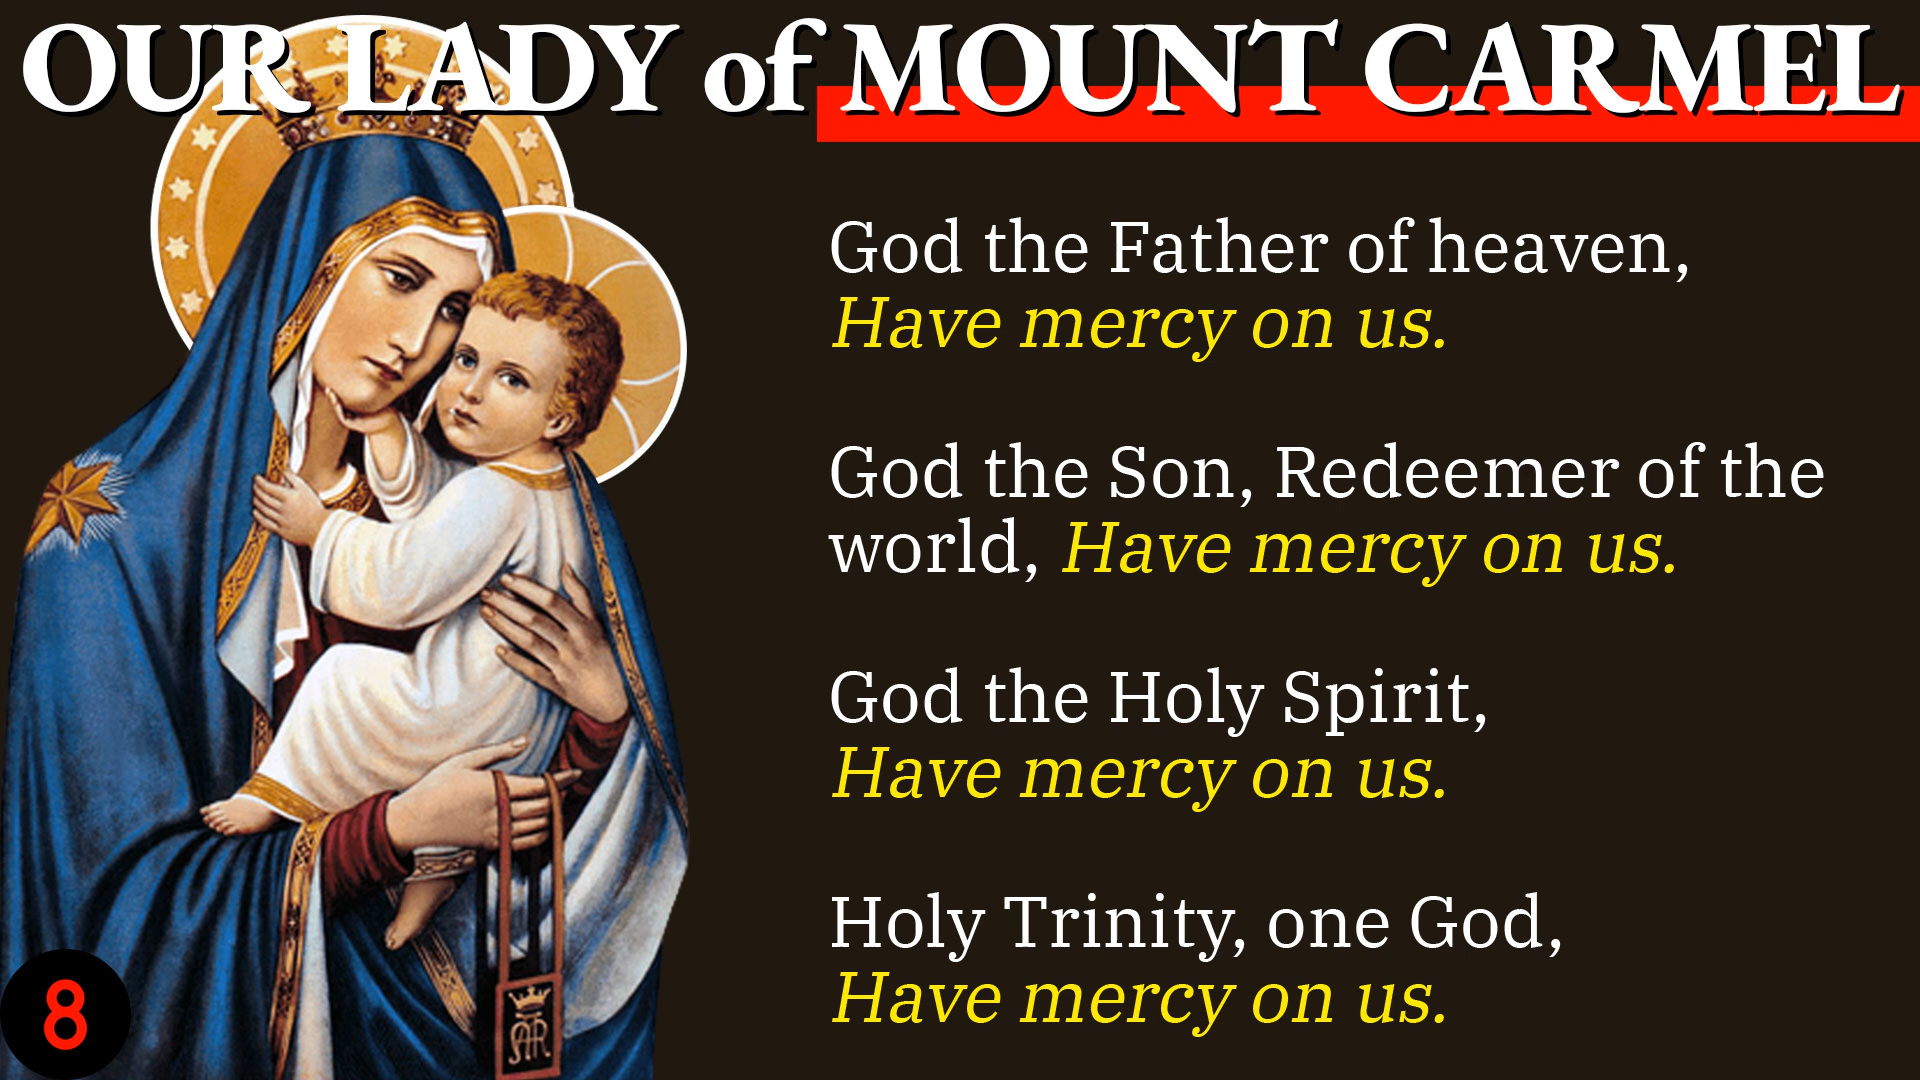 OUR LADY of MOUNT CARMEL
God the Father of heaven,
Have mercy on us.
God the Son, Redeemer of the
world, Have mercy on us.
God the Holy Spirit,
Have mercy on us.
Holy Trinity, one God,
Have mercy on us.
8